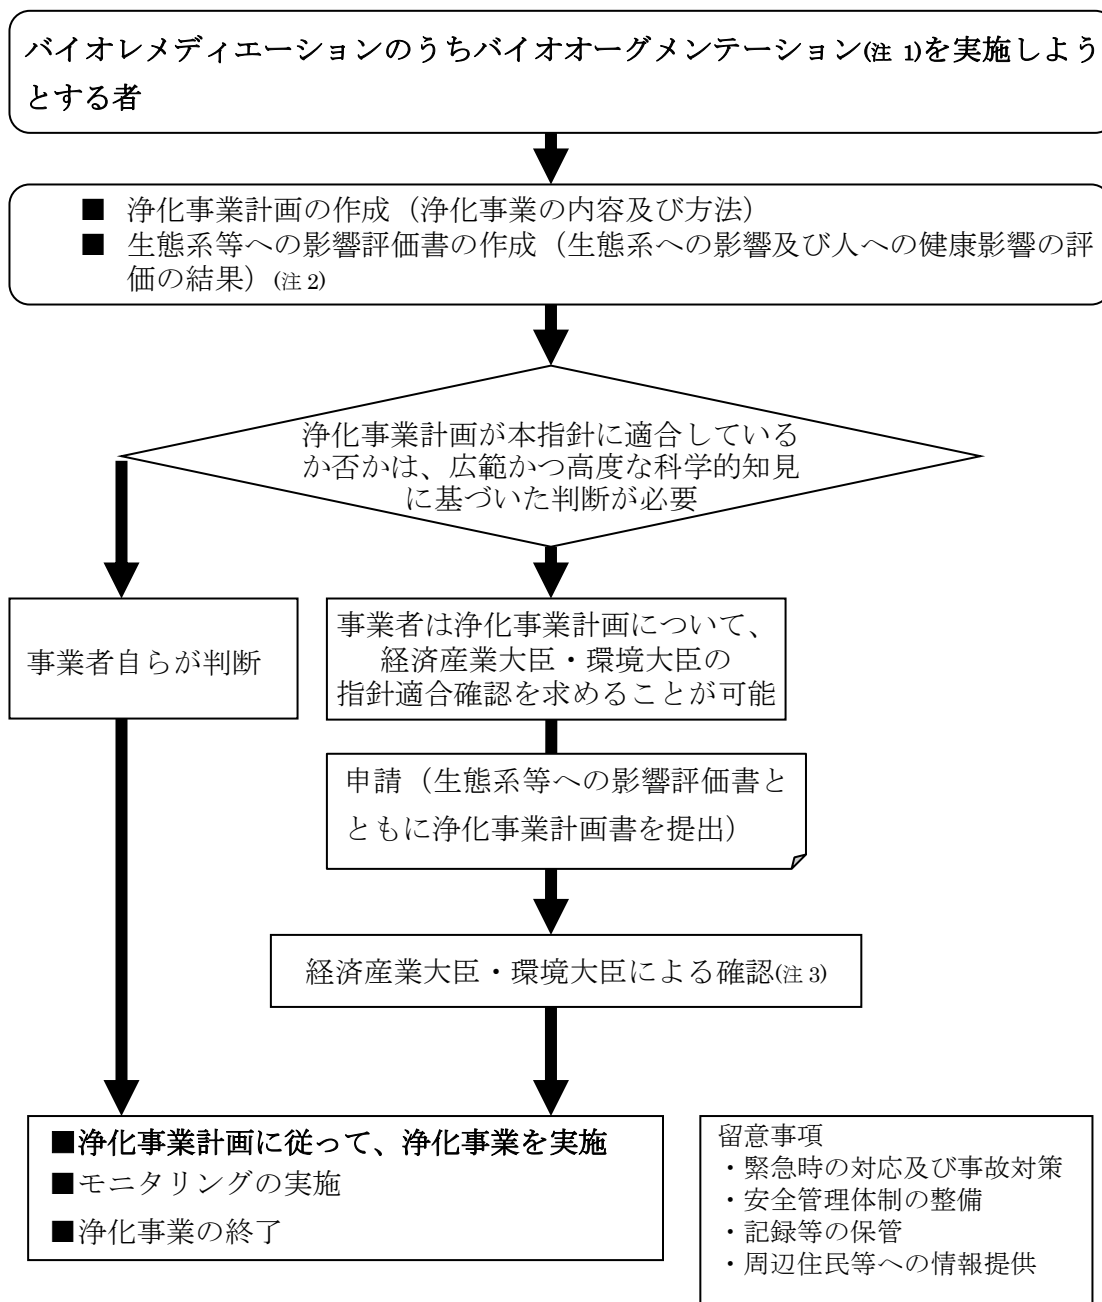 バイオレメディエーションのうちバイオオーグメンテーション(注 1)を実施しよう
とする者
■ 浄化事業計画の作成（浄化事業の内容及び方法）
■ 生態系等への影響評価書の作成（生態系への影響及び人への健康影響の評
価の結果）(注 2)
浄化事業計画が本指針に適合している
か否かは、広範かつ高度な科学的知見
に基づいた判断が必要
事業者自らが判断
事業者は浄化事業計画について、
経済産業大臣・環境大臣の
指針適合確認を求めることが可能
申請（生態系等への影響評価書と
ともに浄化事業計画書を提出）
経済産業大臣・環境大臣による確認(注 3)
■浄化事業計画に従って、浄化事業を実施
■モニタリングの実施
■浄化事業の終了
留意事項
・緊急時の対応及び事故対策
・安全管理体制の整備
・記録等の保管
・周辺住民等への情報提供